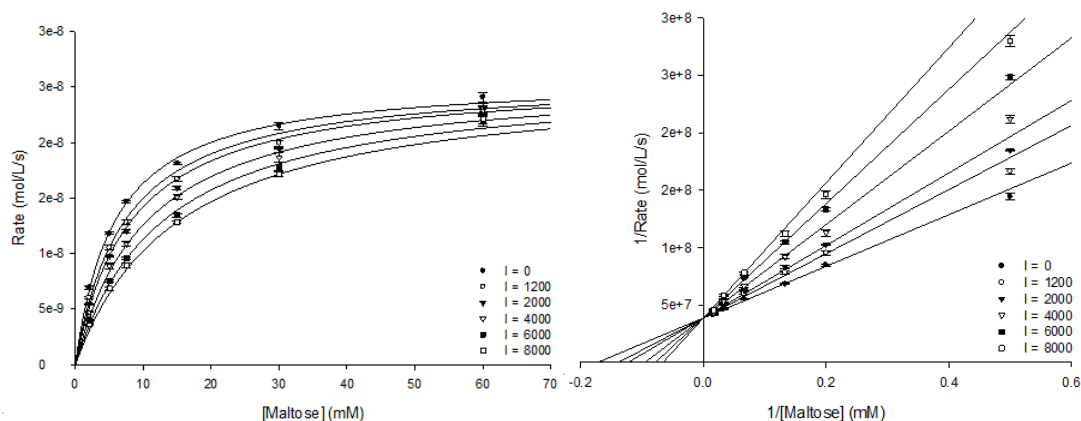 3e-8
3e-8
2e-8
2e-8
1e-8
5e-9
0
Rate (mol/L/s)
0 10 20 30 40 50 60 70
[Maltose] (mM)
I = 0
I = 1200
I = 2000
I = 4000
I = 6000
I = 8000
3e+8
3e+8
2e+8
2e+8
1e+8
5e+7
1/Rate (mol/L/s)
-0.2 0.0 0.2 0.4 0.6
1/[Maltose] (mM)
I = 0
I = 1200
I = 2000
I = 4000
I = 6000
I = 8000